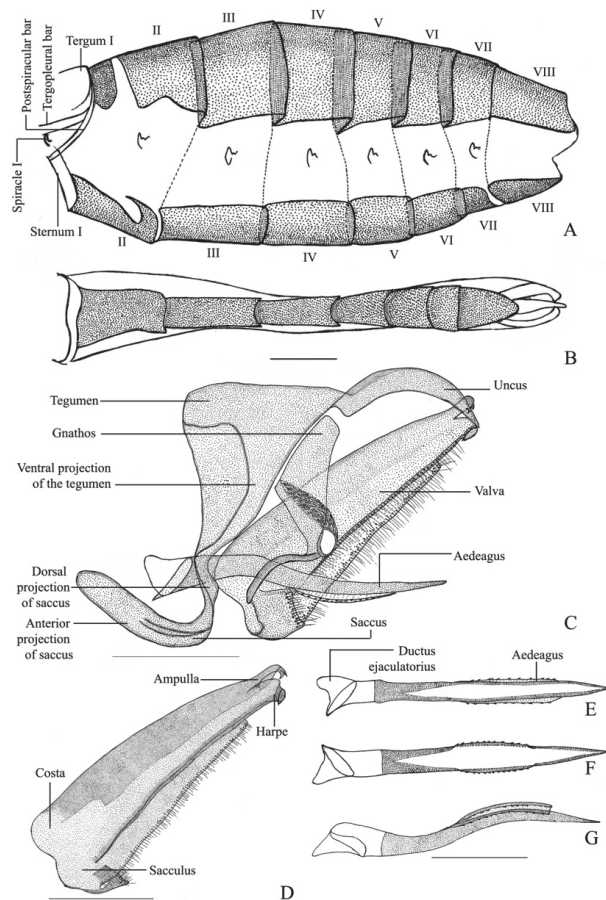 Postspiracular bar
Tergopleural bar
Tergum I
II
III
IV
V
VI
VII
VIII
Spiracle I
Sternum I
II
III
IV
V
VI
VII
VIII
A
B
Tegumen
Gnathos
Ventral projection
of the tegumen
Uncus
Valva
Aedeagus
Dorsal
projection
of saccus
Anterior
projection
of saccus
Saccus
C
Ampulla
Harpe
Costa
Sacculus
D
Ductus
ejaculatorius
Aedeagus
E
F
G